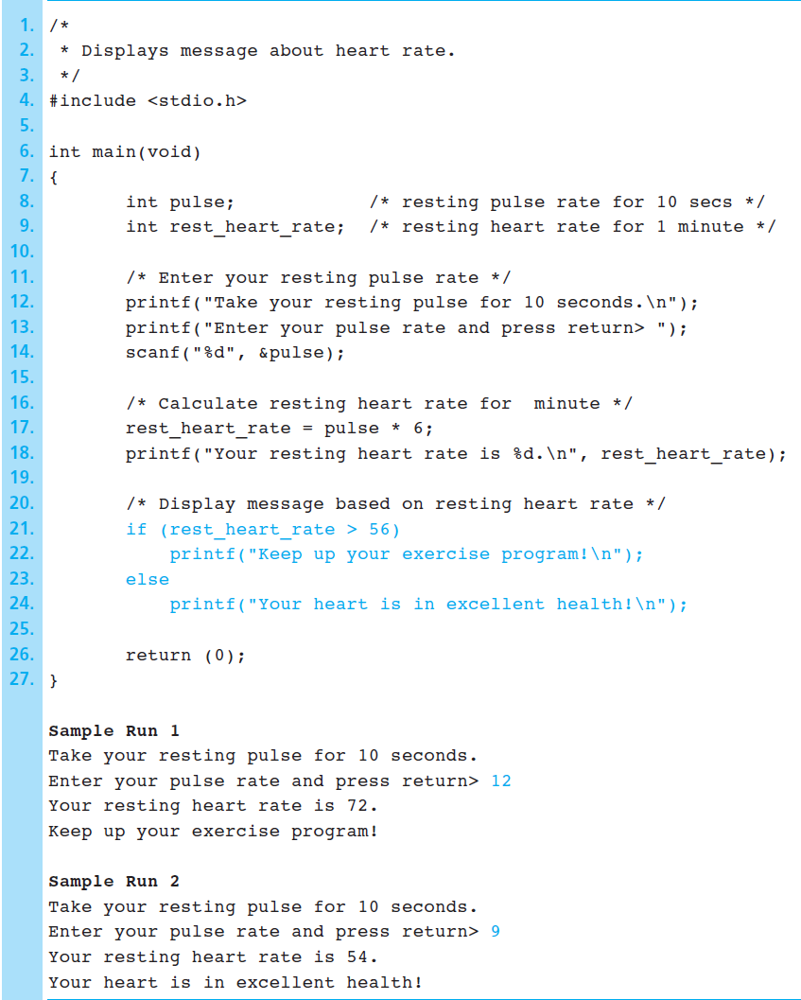 1. /*
2.  * Displays message about heart rate.
3.  */
4. #include <stdio.h>
5.
6. int main(void)
7. {
8.        int pulse;            /* resting pulse rate for 10 secs */
9.        int rest_heart_rate;  /* resting heart rate for 1 minute */
10.
11.        /* Enter your resting pulse rate */
12.        printf("Take your resting pulse for 10 seconds.\n");
13.        printf("Enter your pulse rate and press return> ");
14.        scanf("%d", &pulse);
15.
16.        /* Calculate resting heart rate for  minute */
17.        rest_heart_rate = pulse * 6;
18.        printf("Your resting heart rate is %d.\n", rest_heart_rate);
19.
20.        /* Display message based on resting heart rate */
21.        if (rest_heart_rate > 56)
22.            printf("Keep up your exercise program!\n");
23.        else
24.            printf("Your heart is in excellent health!\n");
25.
26.        return (0);
27. }
Sample Run 1
Take your resting pulse for 10 seconds.
Enter your pulse rate and press return> 12
Your resting heart rate is 72.
Keep up your exercise program!
Sample Run 2
Take your resting pulse for 10 seconds.
Enter your pulse rate and press return> 9
Your resting heart rate is 54.
Your heart is in excellent health!